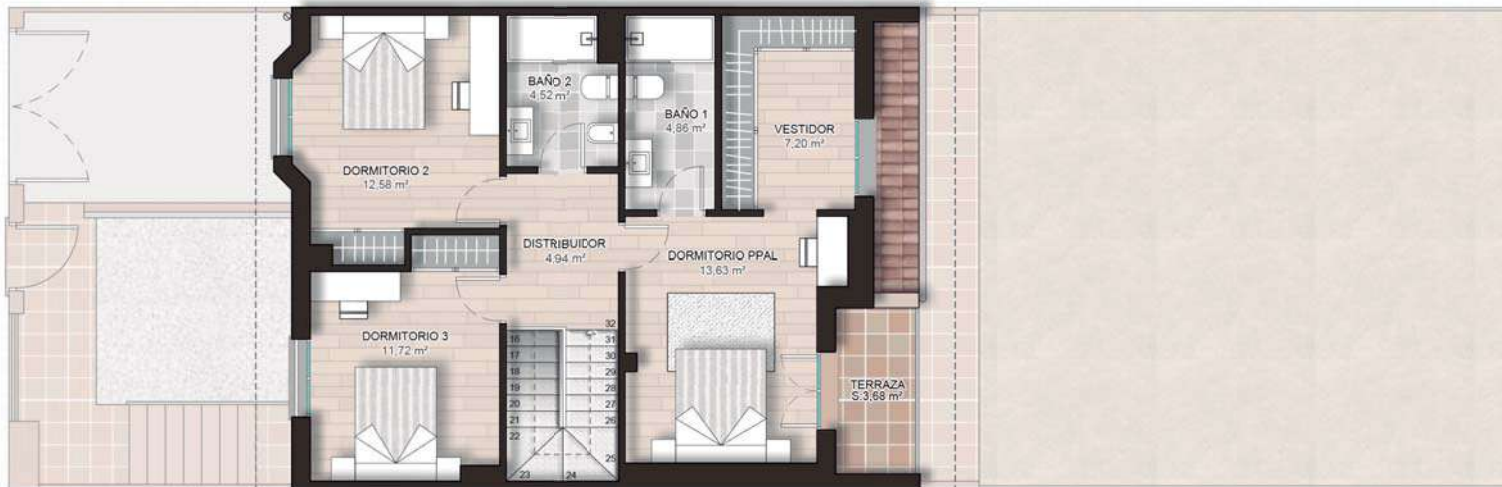 BAÑO 2
4,52 m²
BAÑO 1
4,86 m²
VESTIDOR
7,20 m²
DORMITORIO 2
12,58 m²
DISTRIBUIDOR
4,94 m²
DORMITORIO PPAL
13,63 m²
DORMITORIO 3
11,72 m²
TERRAZA
S:3,68 m²
16
17
18
19
20
21
22
23
24
25
26
27
28
29
30
31
32